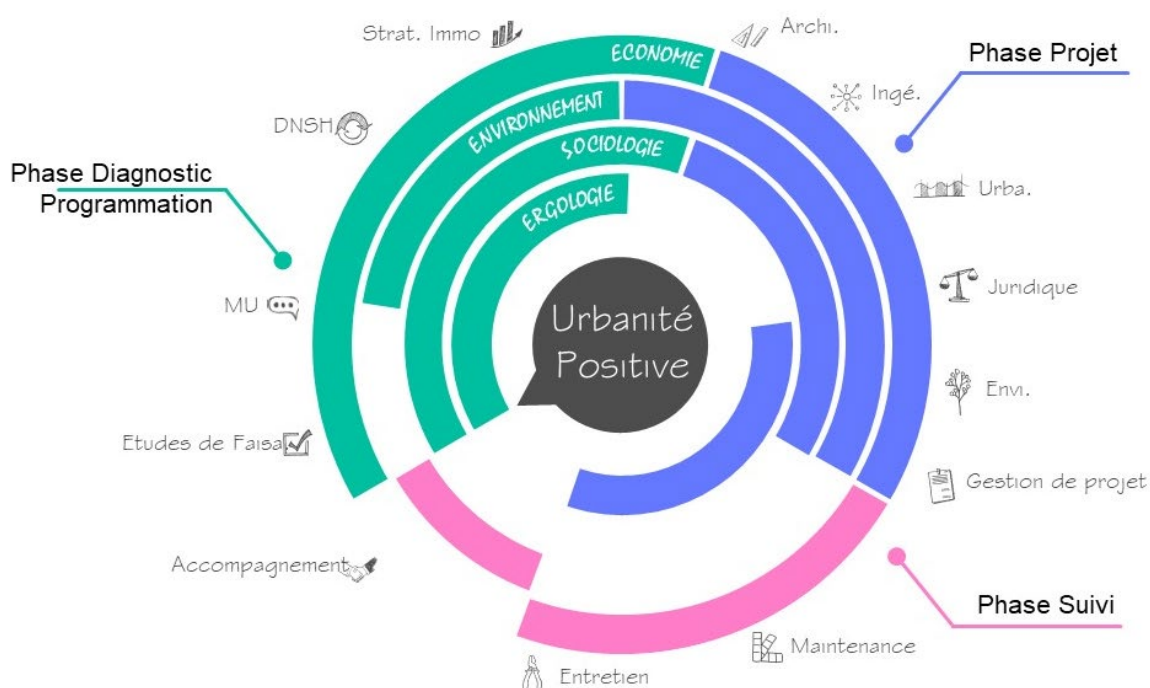 Strat. Immo
Archi.
ECONOMIE
Phase Projet
ENVIRONNEMENT
Ingé.
DNSH
SOCIOLOGIE
Phase Diagnostic
Programmation
ERGOLOGIE
Urba.
MU
Juridique
Urbanité
Positive
Envi.
Etudes de Faisa
Gestion de projet
Accompagnement
Phase Suivi
Maintenance
Entretien